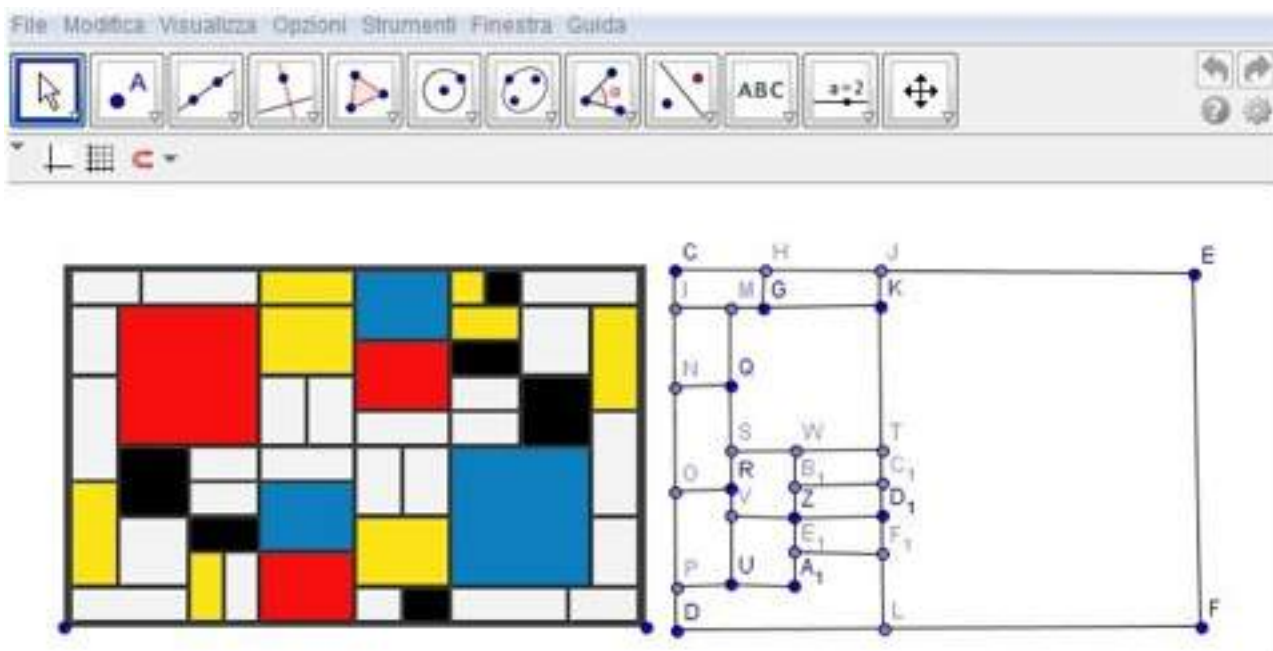 File Modifica Visualizza Opzioni Strumenti Finestra Guida
A
α
ABC
a=2
?
C H J E
I M G K
N Q
S W T
O R B₁ C₁
V Z D₁
E₁ F₁
P U A₁
D L F